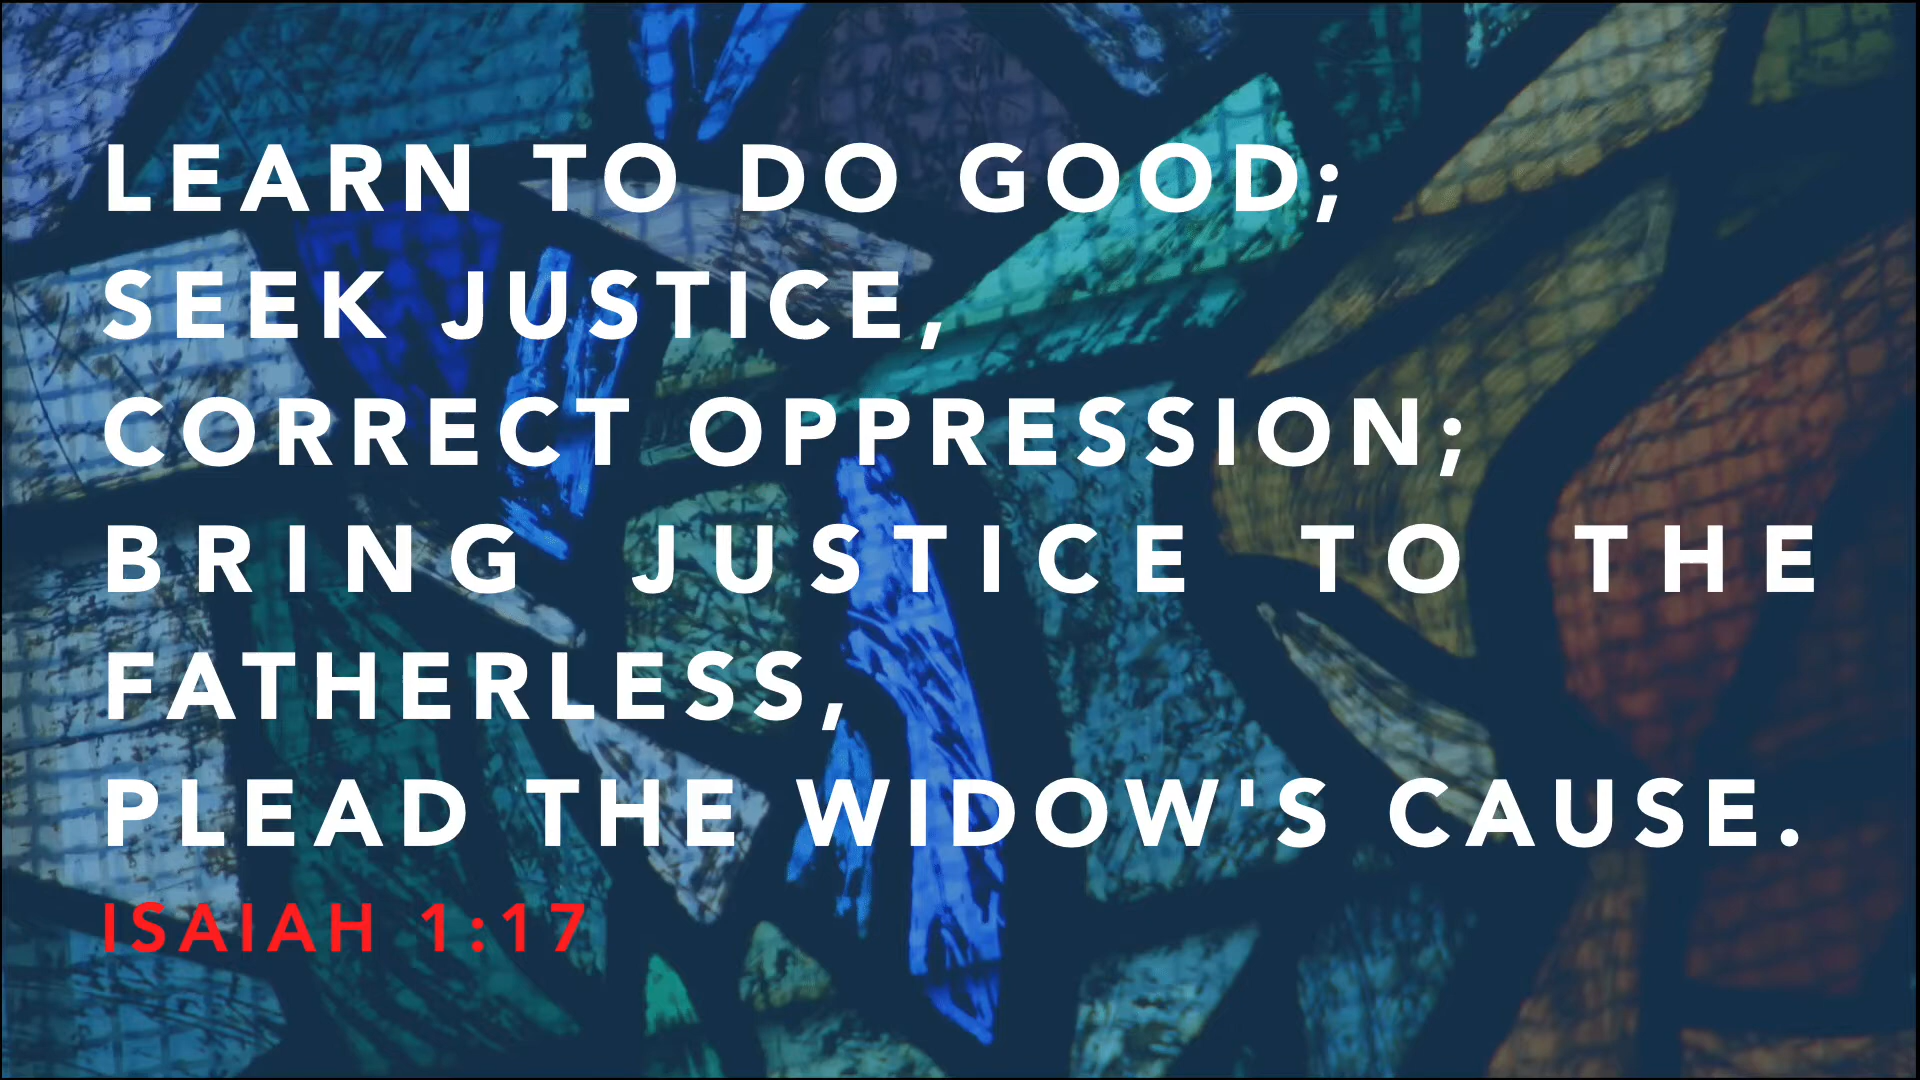 LEARN TO DO GOOD;
SEEK JUSTICE,
CORRECT OPPRESSION;
BRING JUSTICE TO THE
FATHERLESS,
PLEAD THE WIDOW'S CAUSE.
ISAIAH 1:17